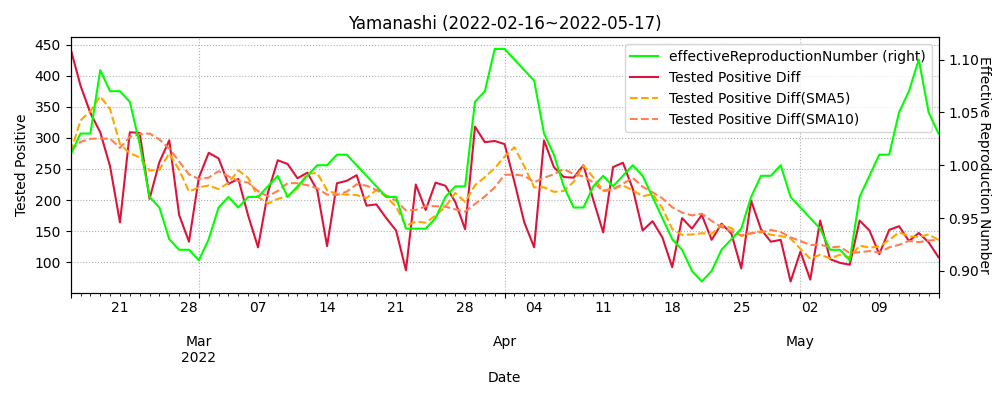 Yamanashi (2022-02-16~2022-05-17)
effectiveReproductionNumber (right)
Tested Positive Diff
Tested Positive Diff(SMA5)
Tested Positive Diff(SMA10)
Tested Positive
450
400
350
300
250
200
150
100
1.10
1.05
1.00
0.95
0.90
Effective Reproduction Number
21 28 07 14 21 28 04 11 18 25 02 09
Mar Apr May
2022
Date